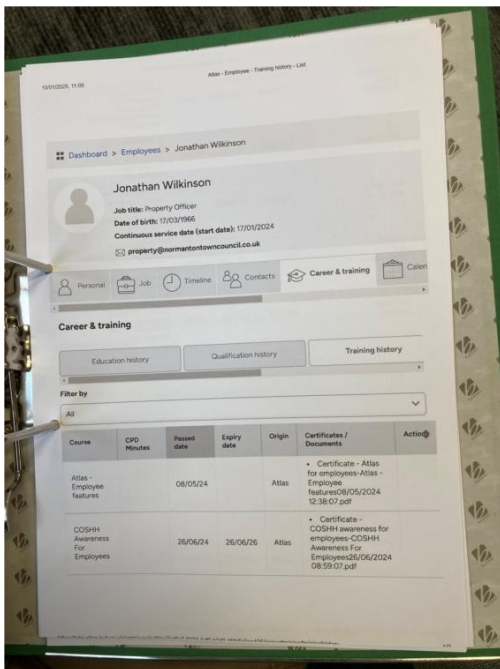 10/01/2025, 11:00
Atlas - Employee - Training history - List
Dashboard > Employees > Jonathan Wilkinson
Jonathan Wilkinson
Job title: Property Officer
Date of birth: 17/03/1966
Continuous service date (start date): 17/01/2024
property@normantontowncouncil.co.uk
Personal Job Timeline Contacts Career & training Calen
Career & training
Education history Qualification history Training history
Filter by
All
Course CPD Minutes Passed date Expiry date Origin Certificates / Documents Action
Atlas - Employee features 08/05/24 Atlas • Certificate - Atlas
for employees-Atlas -
Employee
features08/05/2024
12:38:07.pdf
COSHH Awareness For Employees 26/06/24 26/06/26 Atlas • Certificate -
COSHH awareness for
employees-COSHH
Awareness For
Employees26/06/2024
08:59:07.pdf